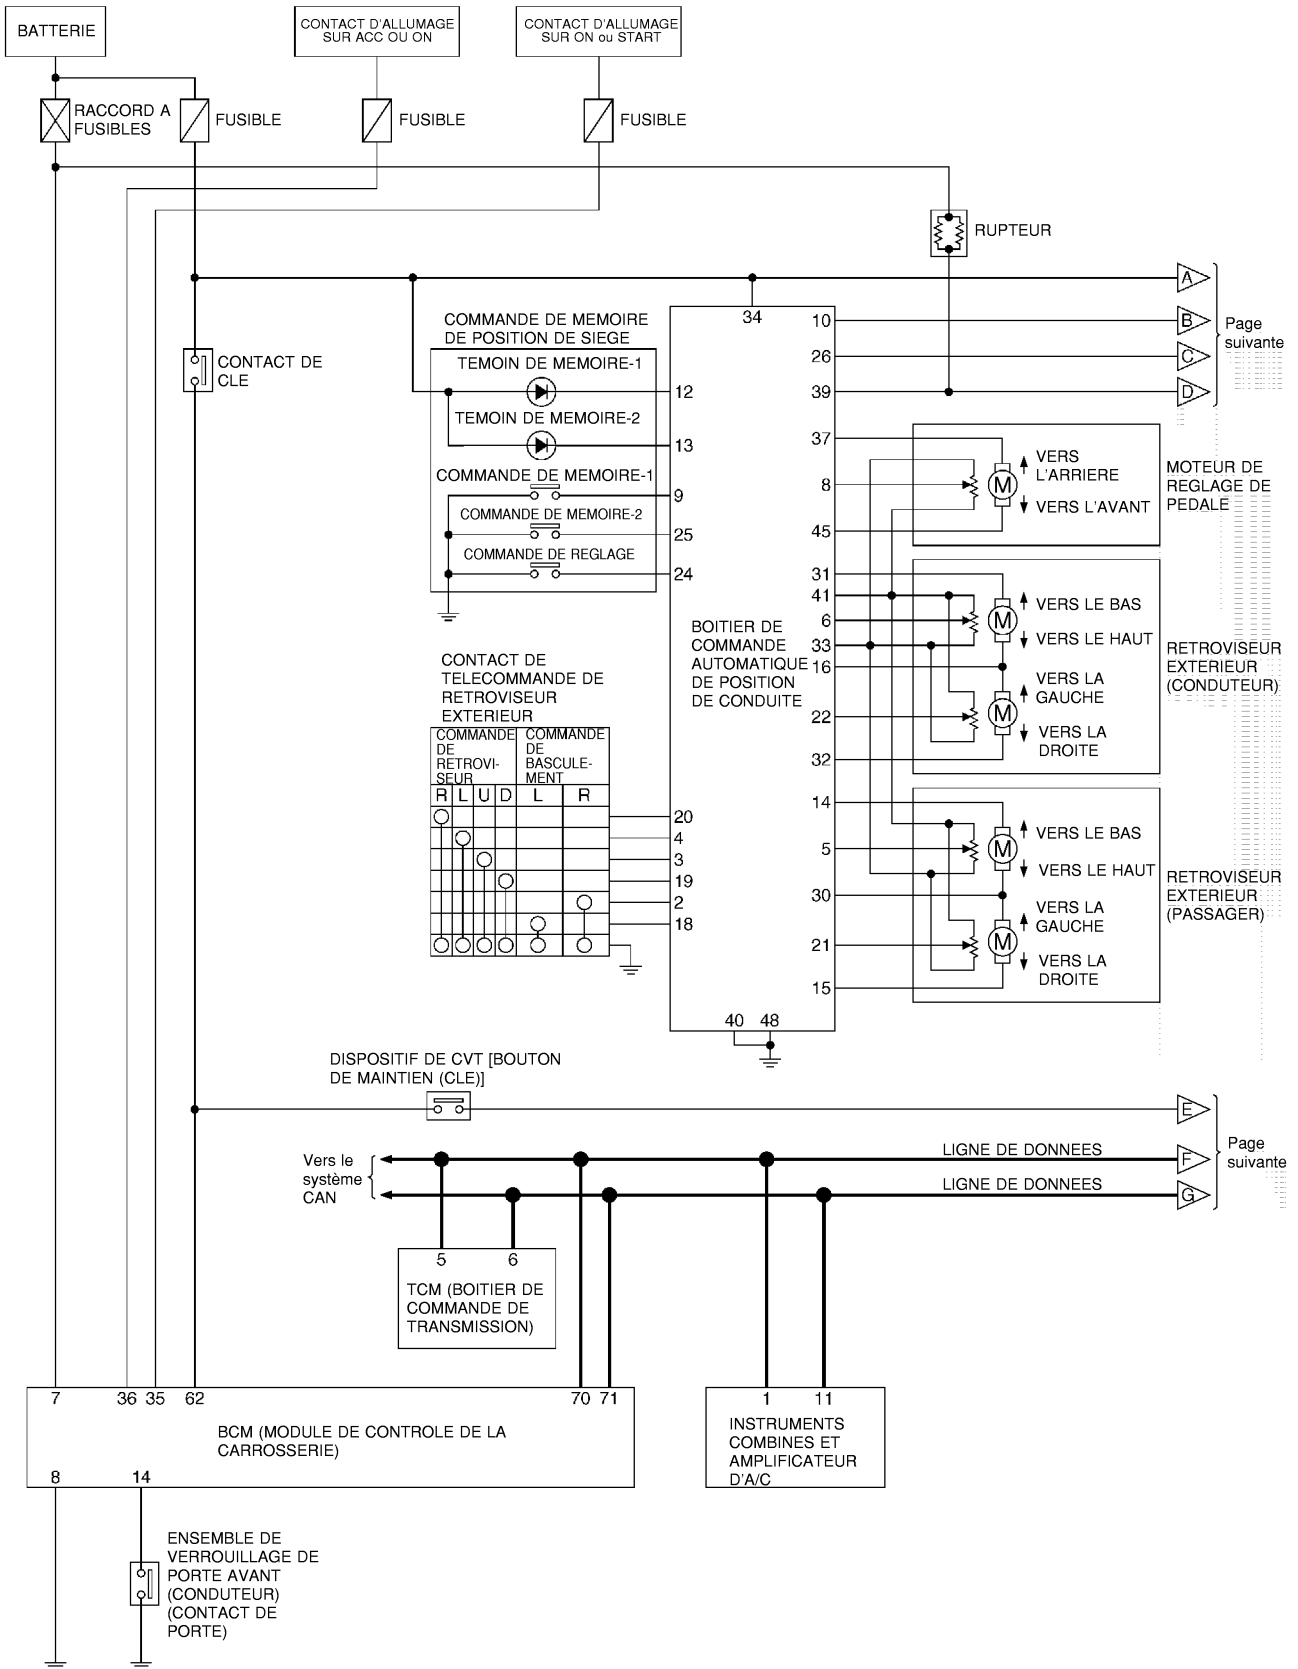 BATTERIE
CONTACT D'ALLUMAGE
SUR ACC OU ON
CONTACT D'ALLUMAGE
SUR ON ou START
RACCORD A
FUSIBLES
FUSIBLE
FUSIBLE
FUSIBLE
RUPTEUR
CONTACT DE
CLE
COMMANDE DE MEMOIRE
DE POSITION DE SIEGE
TEMOIN DE MEMOIRE-1
TEMOIN DE MEMOIRE-2
COMMANDE DE MEMOIRE-1
COMMANDE DE MEMOIRE-2
COMMANDE DE REGLAGE
34
12
13
9
25
24
BOITIER DE
COMMANDE
AUTOMATIQUE
DE POSITION
DE CONDUITE
10
26
39
37
8
45
31
41
6
33
16
22
32
14
5
30
21
15
A
B
C
D
Page
suivante
M
VERS
L'ARRIERE
VERS L'AVANT
MOTEUR DE
REGLAGE DE
PEDALE
M
VERS LE BAS
VERS LE HAUT
M
VERS LA
GAUCHE
VERS LA
DROITE
RETROVISEUR
EXTERIEUR
(CONDUTEUR)
M
VERS LE BAS
VERS LE HAUT
M
VERS LA
GAUCHE
VERS LA
DROITE
RETROVISEUR
EXTERIEUR
(PASSAGER)
CONTACT DE
TELECOMMANDE DE
RETROVISEUR
EXTERIEUR
COMMANDE
DE
RETROVI-
SEUR
COMMANDE
DE
BASCULE-
MENT
R L U D L R
20
4
3
19
2
18
40 48
DISPOSITIF DE CVT [BOUTON
DE MAINTIEN (CLE)]
E
Vers le
système
CAN
LIGNE DE DONNEES
F
LIGNE DE DONNEES
G
Page
suivante
5 6
TCM (BOITIER DE
COMMANDE DE
TRANSMISSION)
7 36 35 62 70 71
BCM (MODULE DE CONTROLE DE LA
CARROSSERIE)
8 14
1 11
INSTRUMENTS
COMBINES ET
AMPLIFICATEUR
D'A/C
ENSEMBLE DE
VERROUILLAGE DE
PORTE AVANT
(CONDUTEUR)
(CONTACT DE
PORTE)